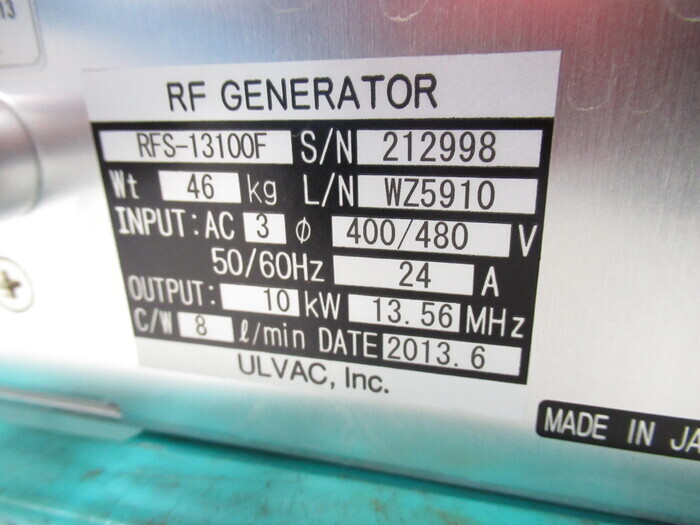 13
RF GENERATOR
RFS-13100F S/N 212998
Wt 46 kg L/N WZ5910
INPUT: AC 3 ϕ 400/480 V
50/60Hz 24 A
OUTPUT: 10 kW 13.56 MHz
C/W 8 ℓ/min DATE 2013.6
ULVAC, Inc.
MADE IN JA